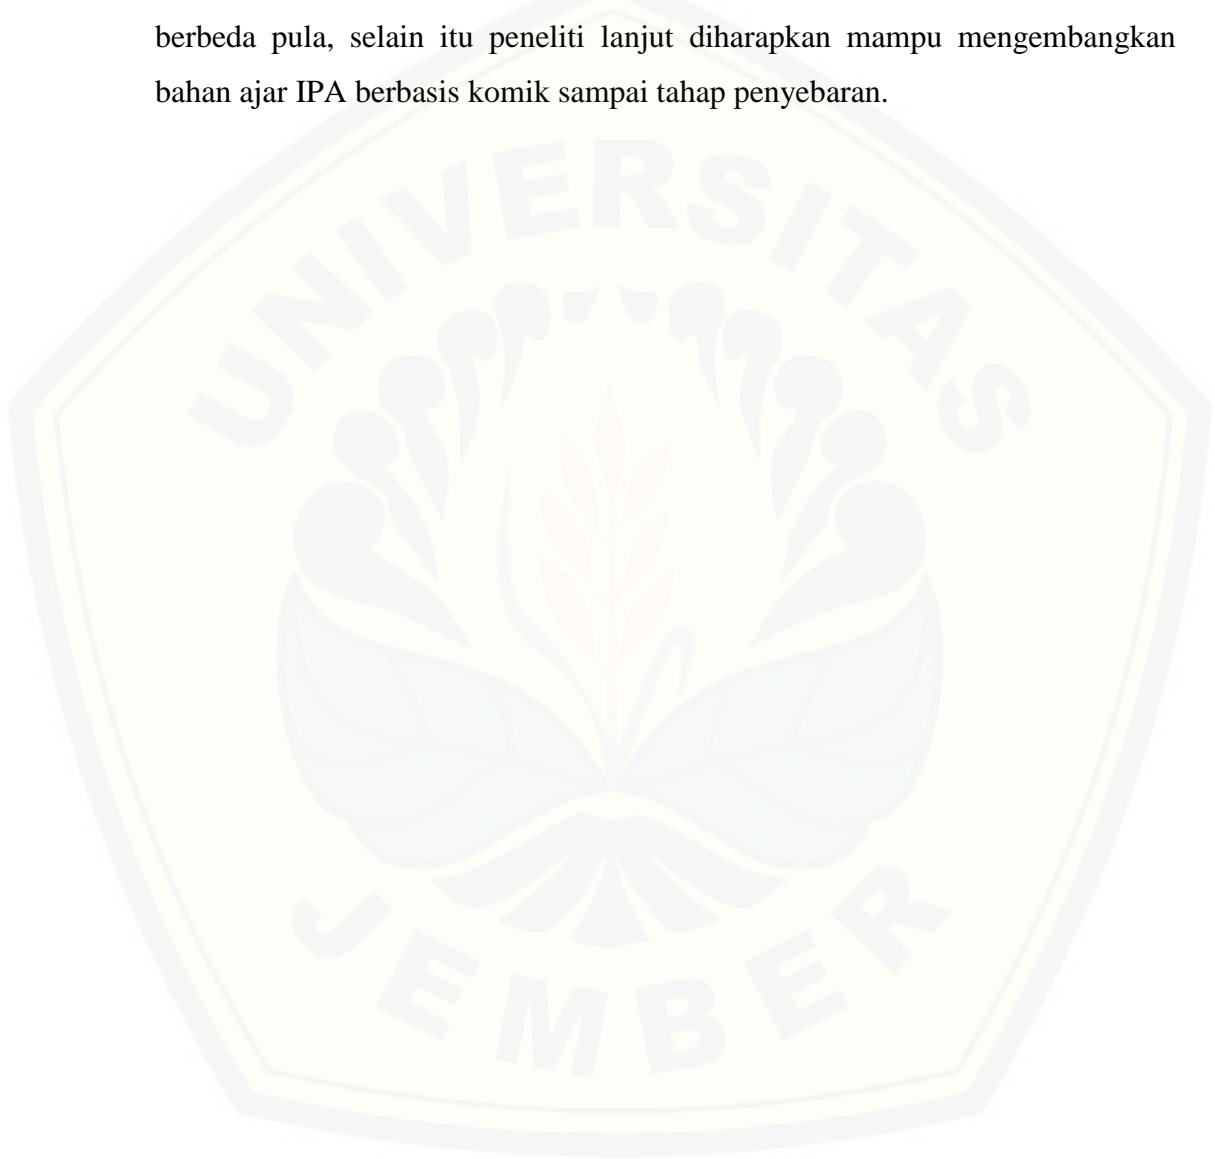 berbeda pula, selain itu peneliti lanjut diharapkan mampu mengembangkan
bahan ajar IPA berbasis komik sampai tahap penyebaran.
UNIVERSITAS
JEMBER